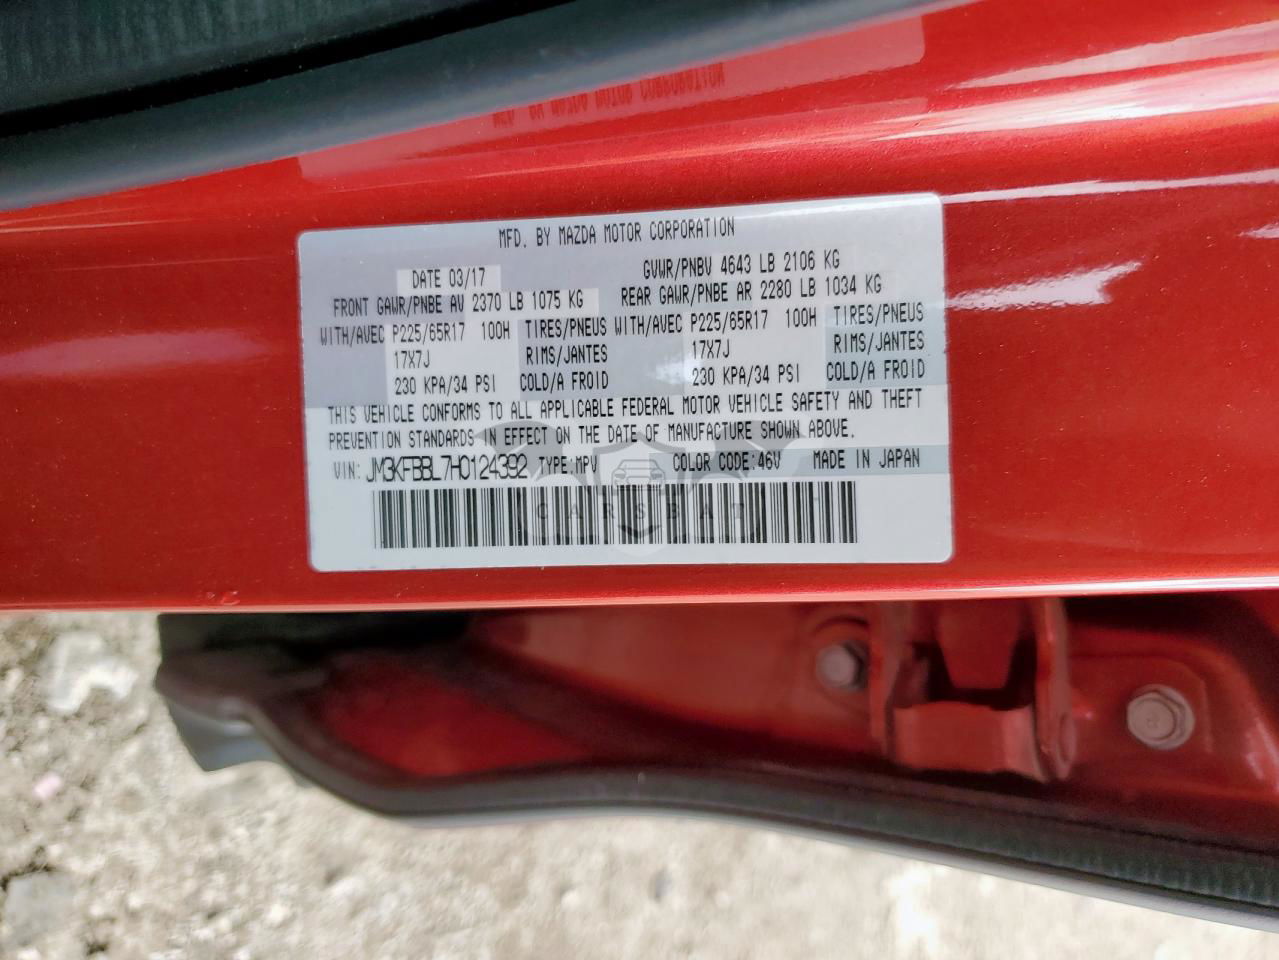 MFD. BY MAZDA MOTOR CORPORATION
DATE 03/17 GVWR/PNBV 4643 LB 2106 KG
FRONT GAWR/PNBE AV 2370 LB 1075 KG REAR GAWR/PNBE AR 2280 LB 1034 KG
WITH/AVEC P225/65R17 100H TIRES/PNEUS WITH/AVEC P225/65R17 100H TIRES/PNEUS
17X7J RIMS/JANTES 17X7J RIMS/JANTES
230 KPA/34 PSI COLD/A FROID 230 KPA/34 PSI COLD/A FROID
THIS VEHICLE CONFORMS TO ALL APPLICABLE FEDERAL MOTOR VEHICLE SAFETY AND THEFT
PREVENTION STANDARDS IN EFFECT ON THE DATE OF MANUFACTURE SHOWN ABOVE.
VIN: JM3KFBBL7H0124392 TYPE:MPV COLOR CODE:46V MADE IN JAPAN
CARSBAT